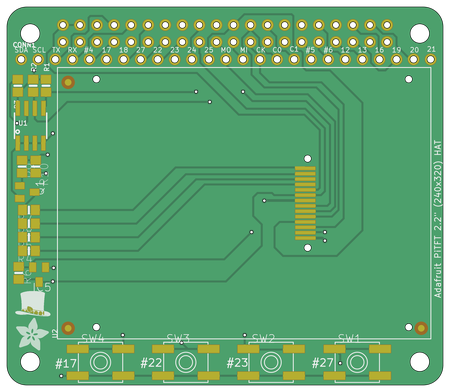 CONN1
SDA SCL TX RX #4 17 18 27 22 23 24 25 MO MI CK C0 C1 #5 #6 12 13 16 19 20 21
R1
U1
U2
SW4 SW3 SW2 SW1
#17 #22 #23 #27
Adafruit PiTFT 2.2" (240x320) HAT